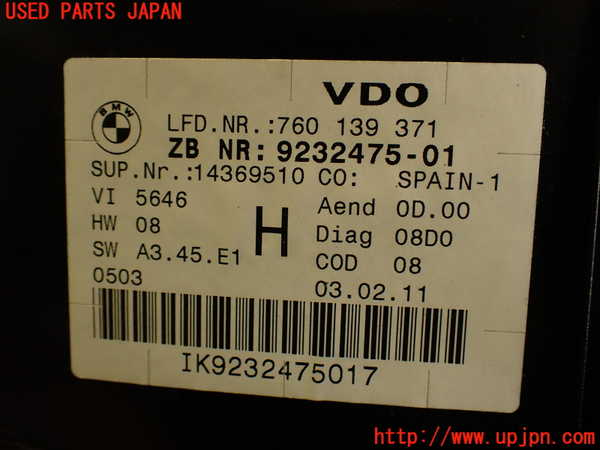 USED PARTS JAPAN
VDO
BMW
LFD.NR.:760 139 371
ZB NR: 9232475-01
SUP.Nr.:14369510 CO: SPAIN-1
VI 5646
Aend 0D.00
HW 08
H
Diag 08D0
SW A3.45.E1
COD 08
0503
03.02.11
IK9232475017
http://www.upjpn.com/